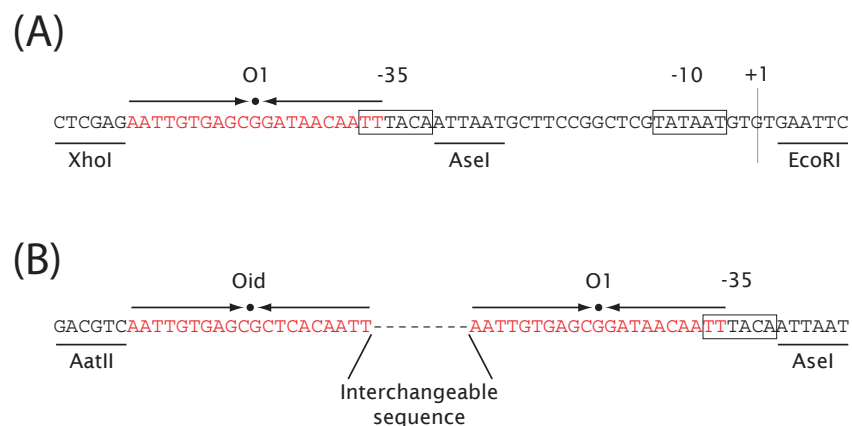 (A)
O1 -35 -10 +1
CTCGAGAATTGTGAGCGGATAACAATTTACAATTAATGCTTCCGGCTCGTATAATGTGTGAATTC
XhoI AseI EcoRI
(B)
Oid O1 -35
GACGTCAATTGTGAGCGCTCACAATT---------AATTGTGAGCGGATAACAATTTACAATTAAT
AatII AseI
Interchangeable
sequence